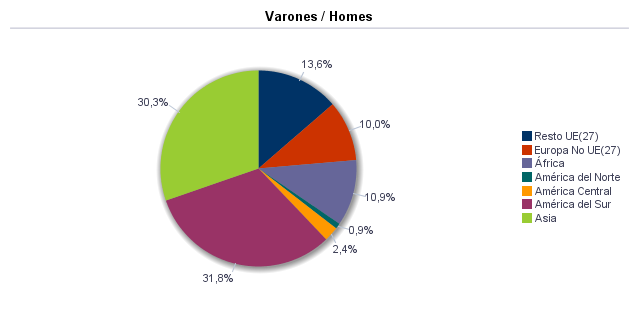 Varones / Homes
13,6%
10,0%
10,9%
0,9%
2,4%
31,8%
30,3%
Resto UE(27)
Europa No UE(27)
África
América del Norte
América Central
América del Sur
Asia